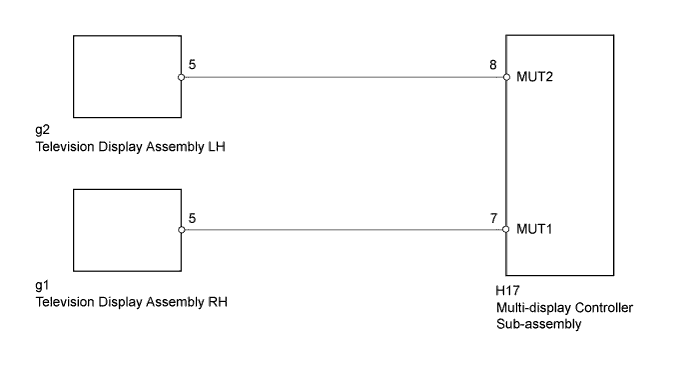 5
8
MUT2
g2
Television Display Assembly LH
5
7
MUT1
g1
Television Display Assembly RH
H17
Multi-display Controller
Sub-assembly